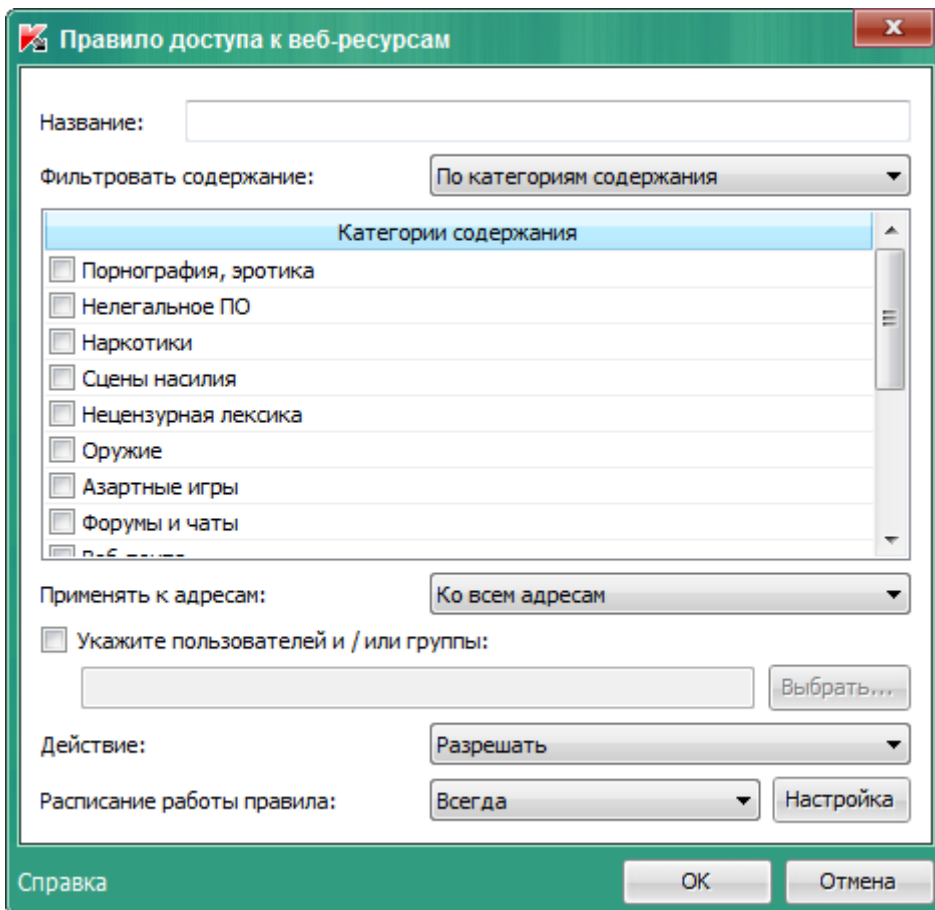 Правило доступа к веб-ресурсам
Название:
Фильтровать содержание: По категориям содержания
Категории содержания
Порнография, эротика
Нелегальное ПО
Наркотики
Сцены насилия
Нецензурная лексика
Оружие
Азартные игры
Форумы и чаты
Применять к адресам: Ко всем адресам
Укажите пользователей и / или группы:
Выбрать...
Действие: Разрешать
Расписание работы правила: Всегда Настройка
Справка OK Отмена